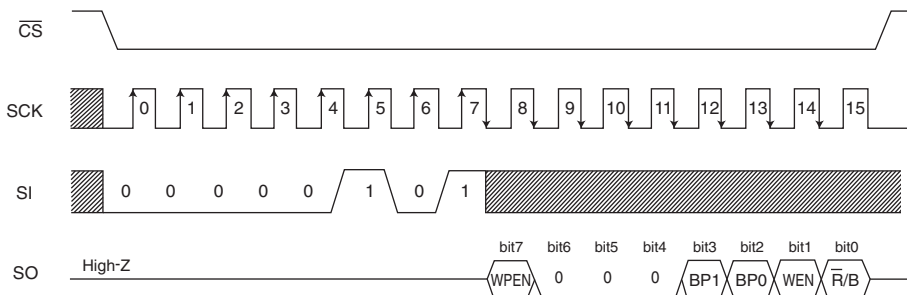 C̅S̅
SCK 0 1 2 3 4 5 6 7 8 9 10 11 12 13 14 15
SI 0 0 0 0 0 1 0 1
bit7 bit6 bit5 bit4 bit3 bit2 bit1 bit0
SO High-Z WPEN 0 0 0 BP1 BP0 WEN R̅/B